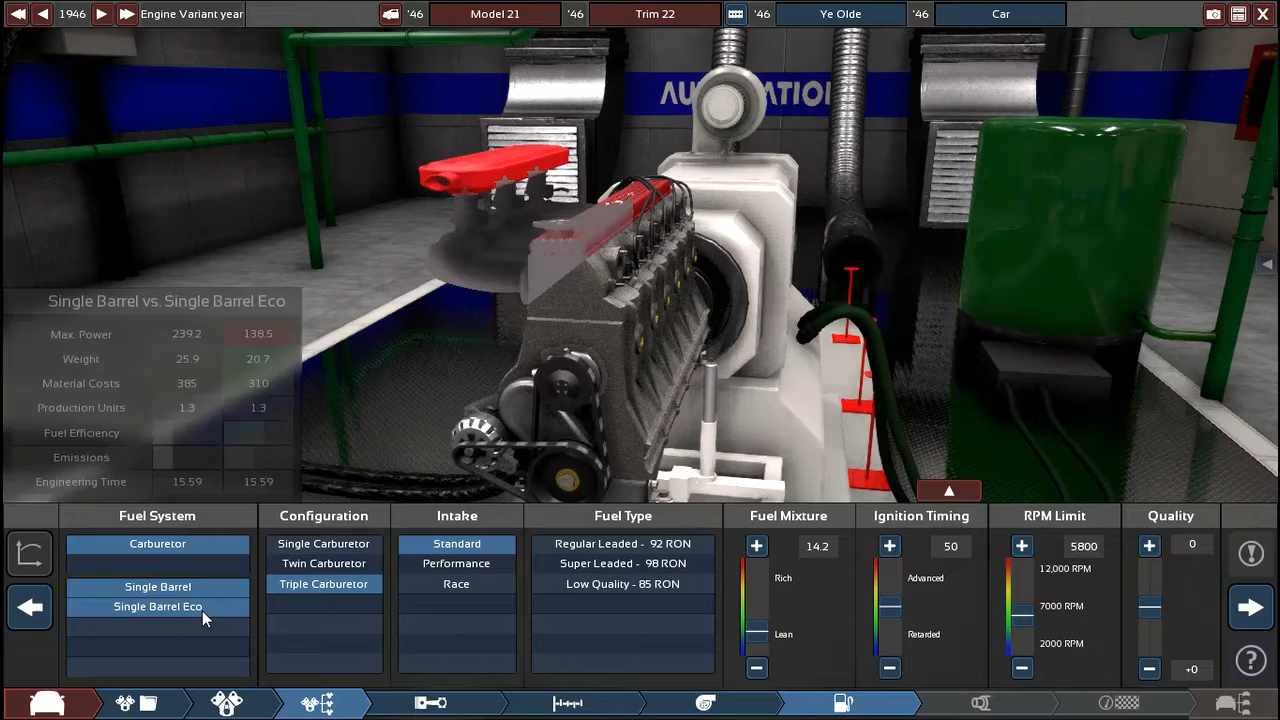 1946 Engine Variant year '46 Model 21 '46 Trim 22 '46 Ye Olde '46 Car
AUTOMATION
Single Barrel vs. Single Barrel Eco
Max. Power 239.2 138.5
Weight 25.9 20.7
Material Costs 385 310
Production Units 1.3 1.3
Fuel Efficiency
Emissions
Engineering Time 15.59 15.59
Fuel System
Carburetor
Single Barrel
Single Barrel Eco
Configuration
Single Carburetor
Twin Carburetor
Triple Carburetor
Intake
Standard
Performance
Race
Fuel Type
Regular Leaded - 92 RON
Super Leaded - 98 RON
Low Quality - 85 RON
Fuel Mixture
14.2
Rich
Lean
Ignition Timing
50
Advanced
Retarded
RPM Limit
5800
12,000 RPM
7000 RPM
2000 RPM
Quality
0
+0